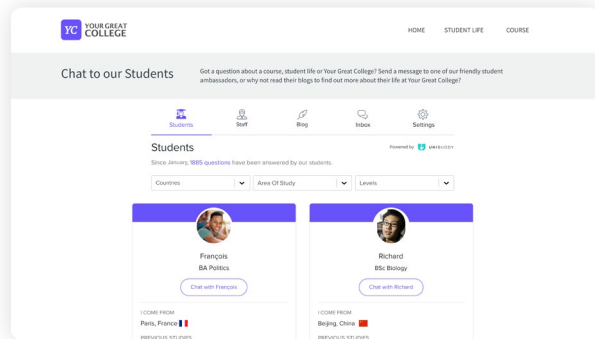 YC YOUR GREAT
COLLEGE
HOME STUDENT LIFE COURSE
Chat to our Students
Got a question about a course, student life or Your Great College? Send a message to one of our friendly student
ambassadors, or why not read their blogs to find out more about their life at Your Great College?
Students Staff Blog Inbox Settings
Students
Powered by UNIBUDDY
Since January, 1885 questions have been answered by our students.
Countries Area Of Study Levels
François Richard
BA Politics BSc Biology
Chat with François Chat with Richard
I COME FROM I COME FROM
Paris, France Beijing, China
PREVIOUS STUDIES PREVIOUS STUDIES